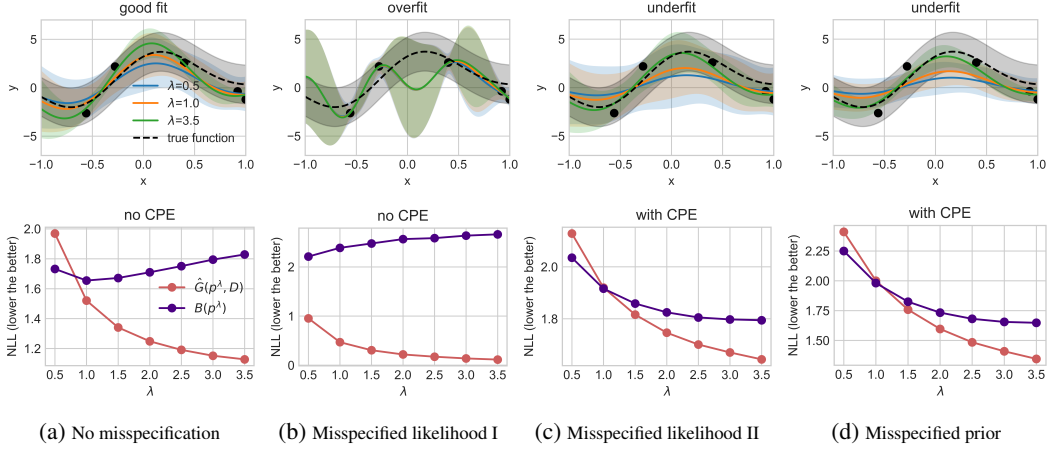 good fit
overfit
underfit
underfit
y
5
0
−5
−1.0 −0.5 0.0 0.5 1.0
x
λ=0.5
λ=1.0
λ=3.5
true function
y
5
0
−5
−1.0 −0.5 0.0 0.5 1.0
x
y
5
0
−5
−1.0 −0.5 0.0 0.5 1.0
x
y
5
0
−5
−1.0 −0.5 0.0 0.5 1.0
x
no CPE
no CPE
with CPE
with CPE
NLL (lower the better)
2.0
1.8
1.6
1.4
1.2
0.5 1.0 1.5 2.0 2.5 3.0 3.5
λ
Ĝ(p^λ, D)
B(p^λ)
NLL (lower the better)
2
1
0
0.5 1.0 1.5 2.0 2.5 3.0 3.5
λ
NLL (lower the better)
2.0
1.8
0.5 1.0 1.5 2.0 2.5 3.0 3.5
λ
NLL (lower the better)
2.25
2.00
1.75
1.50
0.5 1.0 1.5 2.0 2.5 3.0 3.5
λ
(a) No misspecification
(b) Misspecified likelihood I
(c) Misspecified likelihood II
(d) Misspecified prior